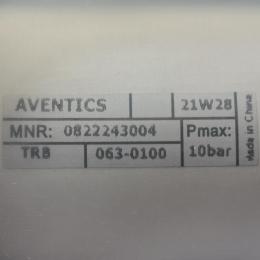 AVENTICS 21W28
MNR: 0822243004 Pmax:
TRB 063-0100 10bar
Made in China